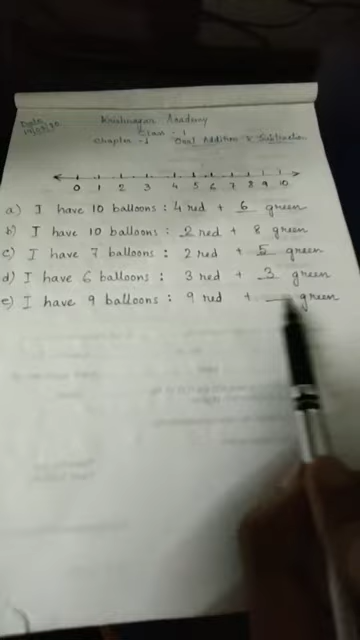 Date
Krishnagar Academy
Class - 1
Chapter - 1 Oral Addition & Subtraction
0 1 2 3 4 5 6 7 8 9 10
a) I have 10 balloons : 4 red + 6 green
b) I have 10 balloons : 2 red + 8 green
c) I have 7 balloons : 2 red + 5 green
d) I have 6 balloons : 3 red + 3 green
e) I have 9 balloons : 9 red + __ green